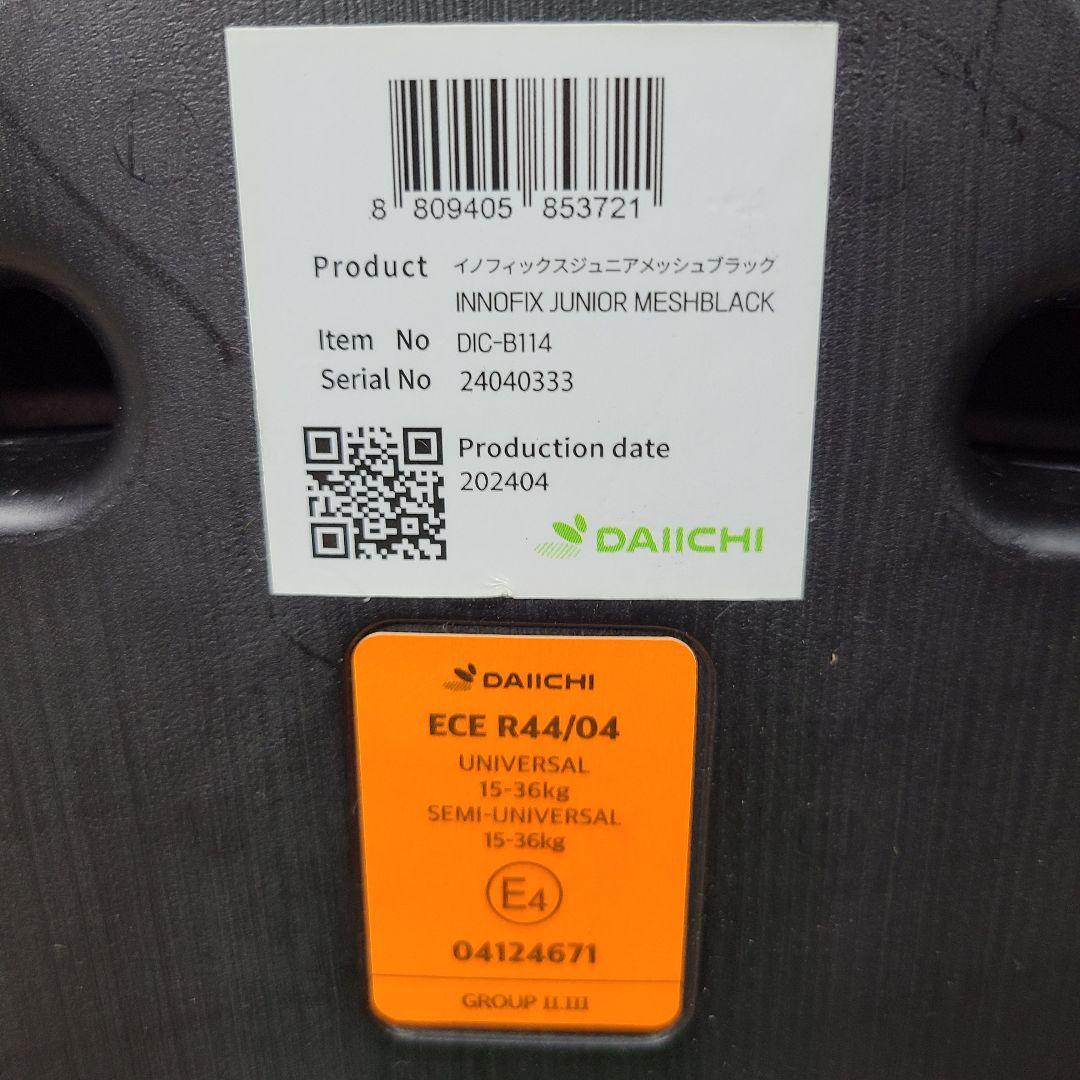 8 809405 853721
Product イノフィックスジュニアメッシュブラック
INNOFIX JUNIOR MESHBLACK
Item No DIC-B114
Serial No 24040333
Production date
202404
DAIICHI
DAIICHI
ECE R44/04
UNIVERSAL
15-36kg
SEMI-UNIVERSAL
15-36kg
E4
04124671
GROUP II.III